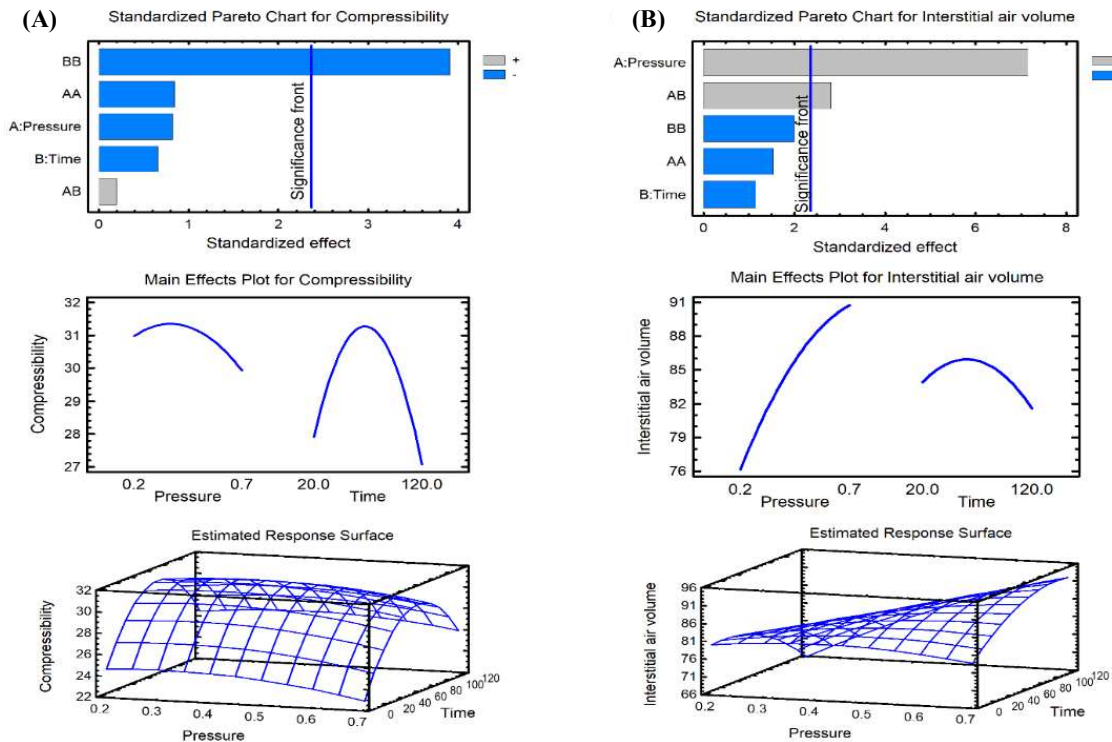 (A)
Standardized Pareto Chart for Compressibility
BB
AA
A:Pressure
B:Time
AB
Significance front
+
-
0 1 2 3 4
Standardized effect
Main Effects Plot for Compressibility
Compressibility
32
31
30
29
28
27
0.2 0.7 20.0 120.0
Pressure Time
Estimated Response Surface
Compressibility
32
30
28
26
24
22
0.2 0.3 0.4 0.5 0.6 0.7
Pressure
0 20 40 60 80 100 120
Time
(B)
Standardized Pareto Chart for Interstitial air volume
A:Pressure
AB
BB
AA
B:Time
Significance front
0 2 4 6 8
Standardized effect
Main Effects Plot for Interstitial air volume
Interstitial air volume
91
88
85
82
79
76
0.2 0.7 20.0 120.0
Pressure Time
Estimated Response Surface
Interstitial air volume
96
91
86
81
76
71
66
0.2 0.3 0.4 0.5 0.6 0.7
Pressure
0 20 40 60 80 100 120
Time